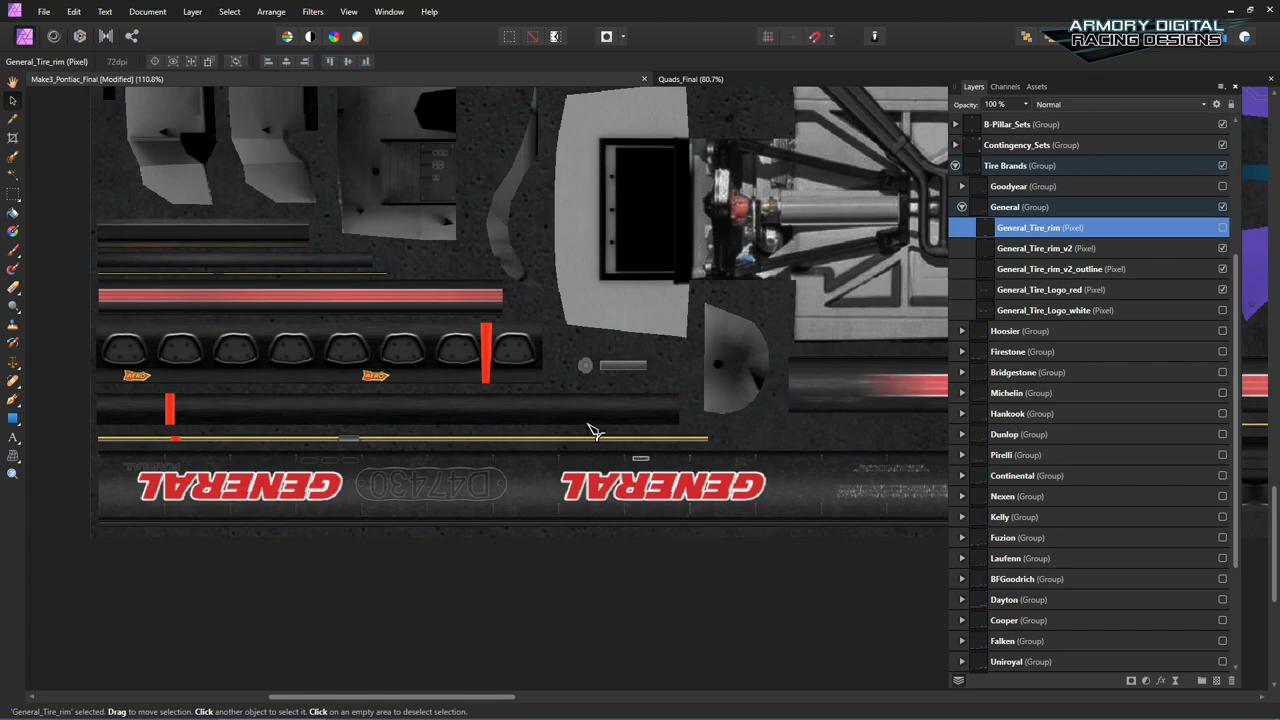 File Edit Text Document Layer Select Arrange Filters View Window Help
ARMORY DIGITAL
RACING DESIGNS
General_Tire_rim (Pixel) 72dpi
Make3_Pontiac_Final [Modified] (110.8%)
Quads_Final (80.7%)
Layers Channels Assets
Opacity: 100 % Normal
B-Pillar_Sets (Group)
Contingency_Sets (Group)
Tire Brands (Group)
Goodyear (Group)
General (Group)
General_Tire_rim (Pixel)
General_Tire_rim_v2 (Pixel)
General_Tire_rim_v2_outline (Pixel)
General_Tire_Logo_red (Pixel)
General_Tire_Logo_white (Pixel)
Hoosier (Group)
Firestone (Group)
Bridgestone (Group)
Michelin (Group)
Hankook (Group)
Dunlop (Group)
Pirelli (Group)
Continental (Group)
Nexen (Group)
Kelly (Group)
Fuzion (Group)
Laufenn (Group)
BFGoodrich (Group)
Dayton (Group)
Cooper (Group)
Falken (Group)
Uniroyal (Group)
AERO AERO
GENERAL D47430 GENERAL
'General_Tire_rim' selected. Drag to move selection. Click another object to select it. Click on an empty area to deselect selection.